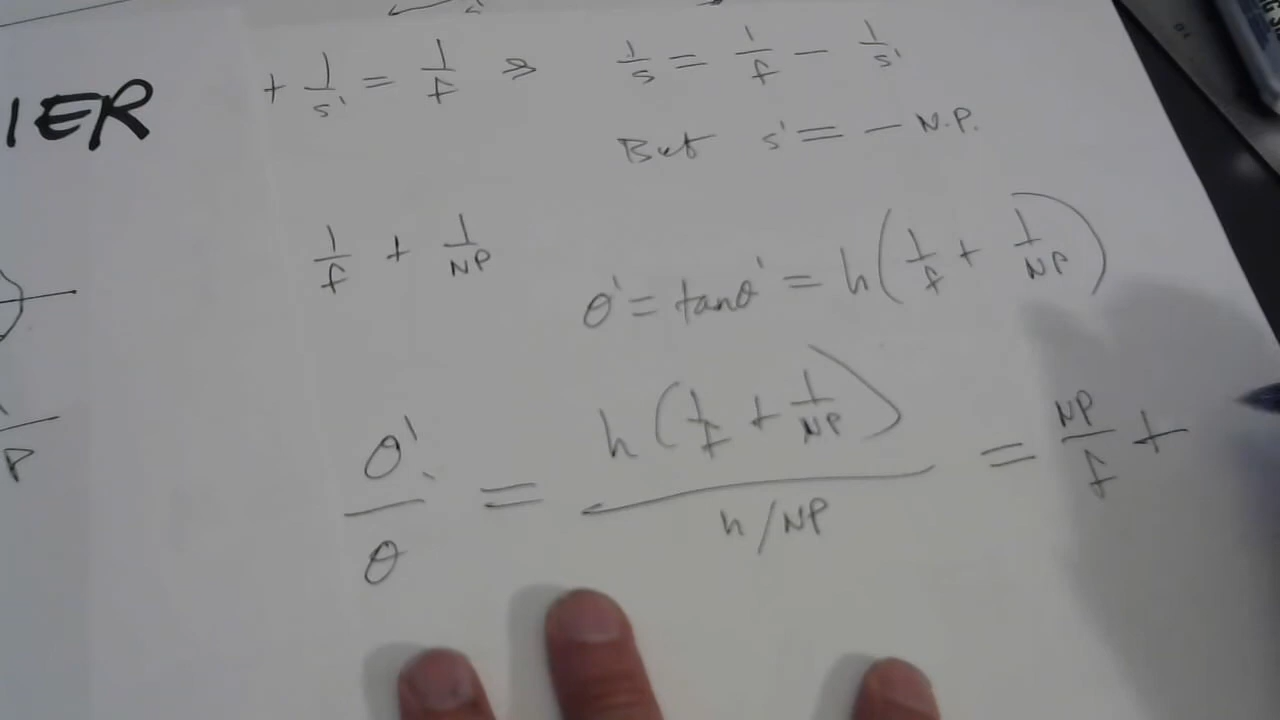 IER
+ 1/s' = 1/f ⇒ 1/s = 1/f − 1/s'
But s' = − N.P.
1/f + 1/NP
θ' = tanθ' = h(1/f + 1/NP)
P
θ'/θ = h(1/f + 1/NP) / h/NP = NP/f +